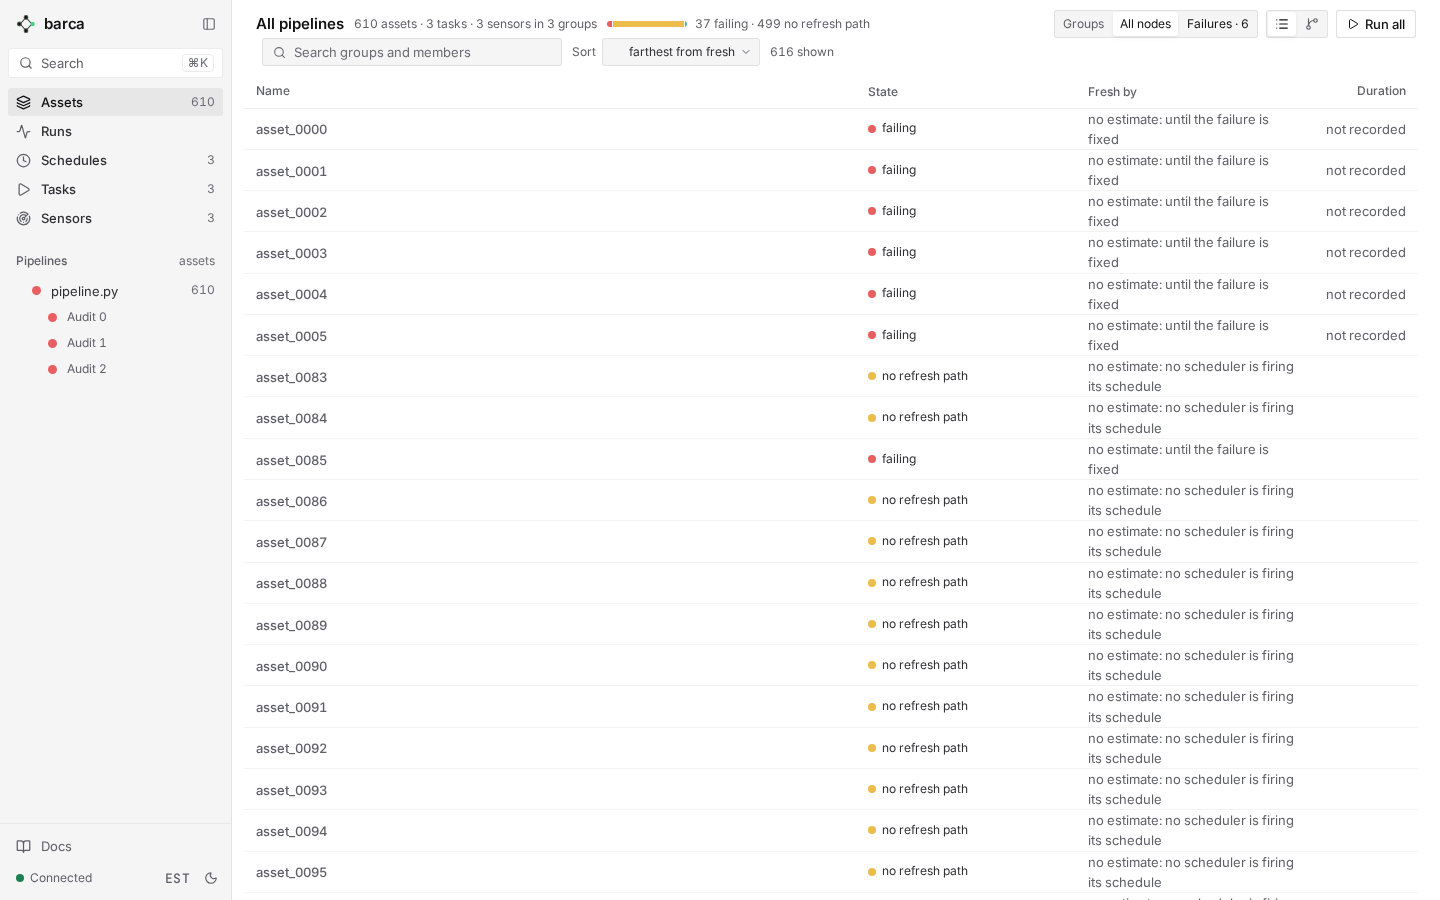 barca
Search ⌘K
Assets 610
Runs
Schedules 3
Tasks 3
Sensors 3
Pipelines assets
pipeline.py 610
Audit 0
Audit 1
Audit 2
Docs
Connected EST
All pipelines 610 assets · 3 tasks · 3 sensors in 3 groups 37 failing · 499 no refresh path Groups All nodes Failures · 6 Run all
Search groups and members Sort farthest from fresh 616 shown
Name State Fresh by Duration
asset_0000 failing no estimate: until the failure is fixed not recorded
asset_0001 failing no estimate: until the failure is fixed not recorded
asset_0002 failing no estimate: until the failure is fixed not recorded
asset_0003 failing no estimate: until the failure is fixed not recorded
asset_0004 failing no estimate: until the failure is fixed not recorded
asset_0005 failing no estimate: until the failure is fixed not recorded
asset_0083 no refresh path no estimate: no scheduler is firing its schedule
asset_0084 no refresh path no estimate: no scheduler is firing its schedule
asset_0085 failing no estimate: until the failure is fixed
asset_0086 no refresh path no estimate: no scheduler is firing its schedule
asset_0087 no refresh path no estimate: no scheduler is firing its schedule
asset_0088 no refresh path no estimate: no scheduler is firing its schedule
asset_0089 no refresh path no estimate: no scheduler is firing its schedule
asset_0090 no refresh path no estimate: no scheduler is firing its schedule
asset_0091 no refresh path no estimate: no scheduler is firing its schedule
asset_0092 no refresh path no estimate: no scheduler is firing its schedule
asset_0093 no refresh path no estimate: no scheduler is firing its schedule
asset_0094 no refresh path no estimate: no scheduler is firing its schedule
asset_0095 no refresh path no estimate: no scheduler is firing its schedule